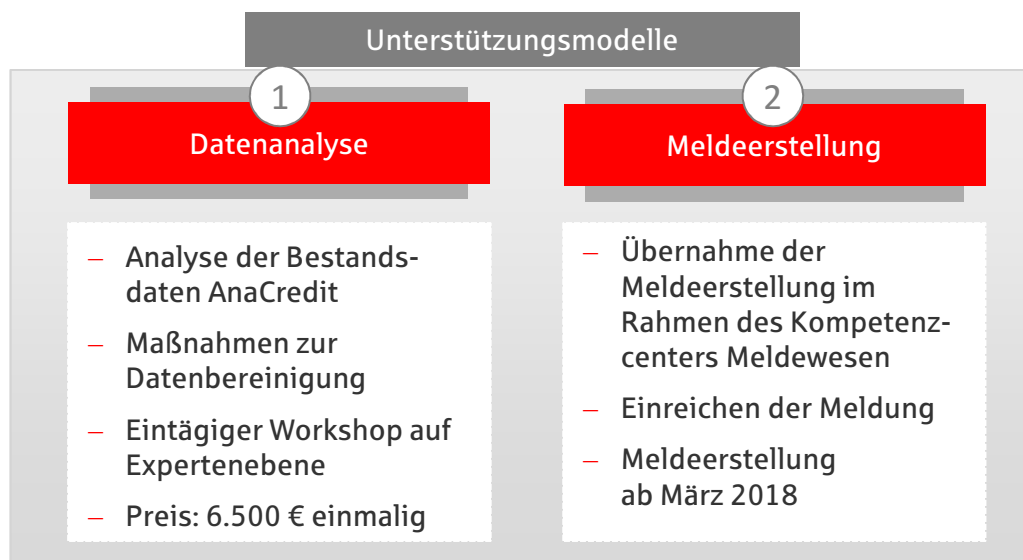 Unterstützungsmodelle
1
Datenanalyse
– Analyse der Bestands-
daten AnaCredit
– Maßnahmen zur
Datenbereinigung
– Eintägiger Workshop auf
Expertenebene
– Preis: 6.500 € einmalig
2
Meldeerstellung
– Übernahme der
Meldeerstellung im
Rahmen des Kompetenz-
centers Meldewesen
– Einreichen der Meldung
– Meldeerstellung
ab März 2018